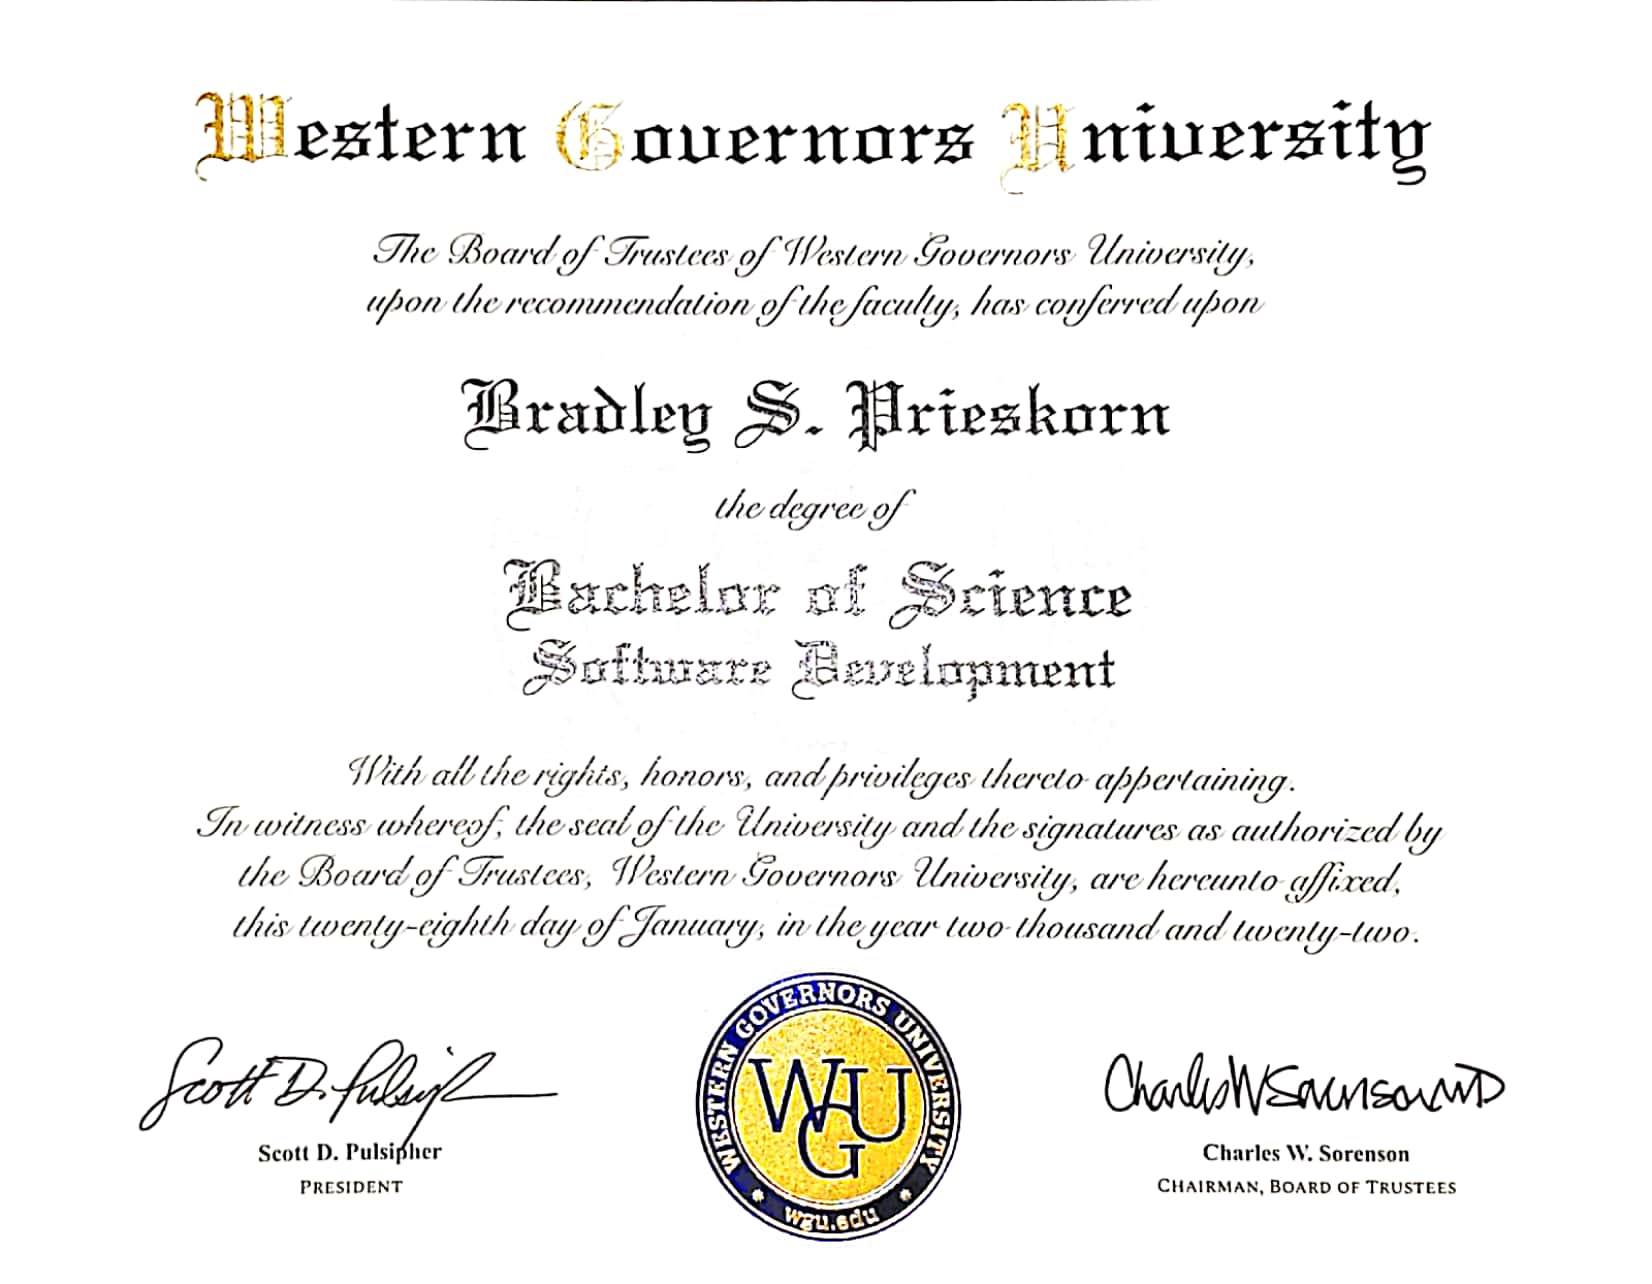 Western Governors University
The Board of Trustees of Western Governors University,
upon the recommendation of the faculty, has conferred upon
Bradley S. Prieskorn
the degree of
Bachelor of Science
Software Development
With all the rights, honors, and privileges thereto appertaining.
In witness whereof, the seal of the University and the signatures as authorized by
the Board of Trustees, Western Governors University, are hereunto affixed,
this twenty-eighth day of January, in the year two thousand and twenty-two.
Scott D. Pulsipher
Scott D. Pulsipher
PRESIDENT
WESTERN GOVERNORS UNIVERSITY
WGU
wgu.edu
Charles W Sorenson MD
Charles W. Sorenson
CHAIRMAN, BOARD OF TRUSTEES